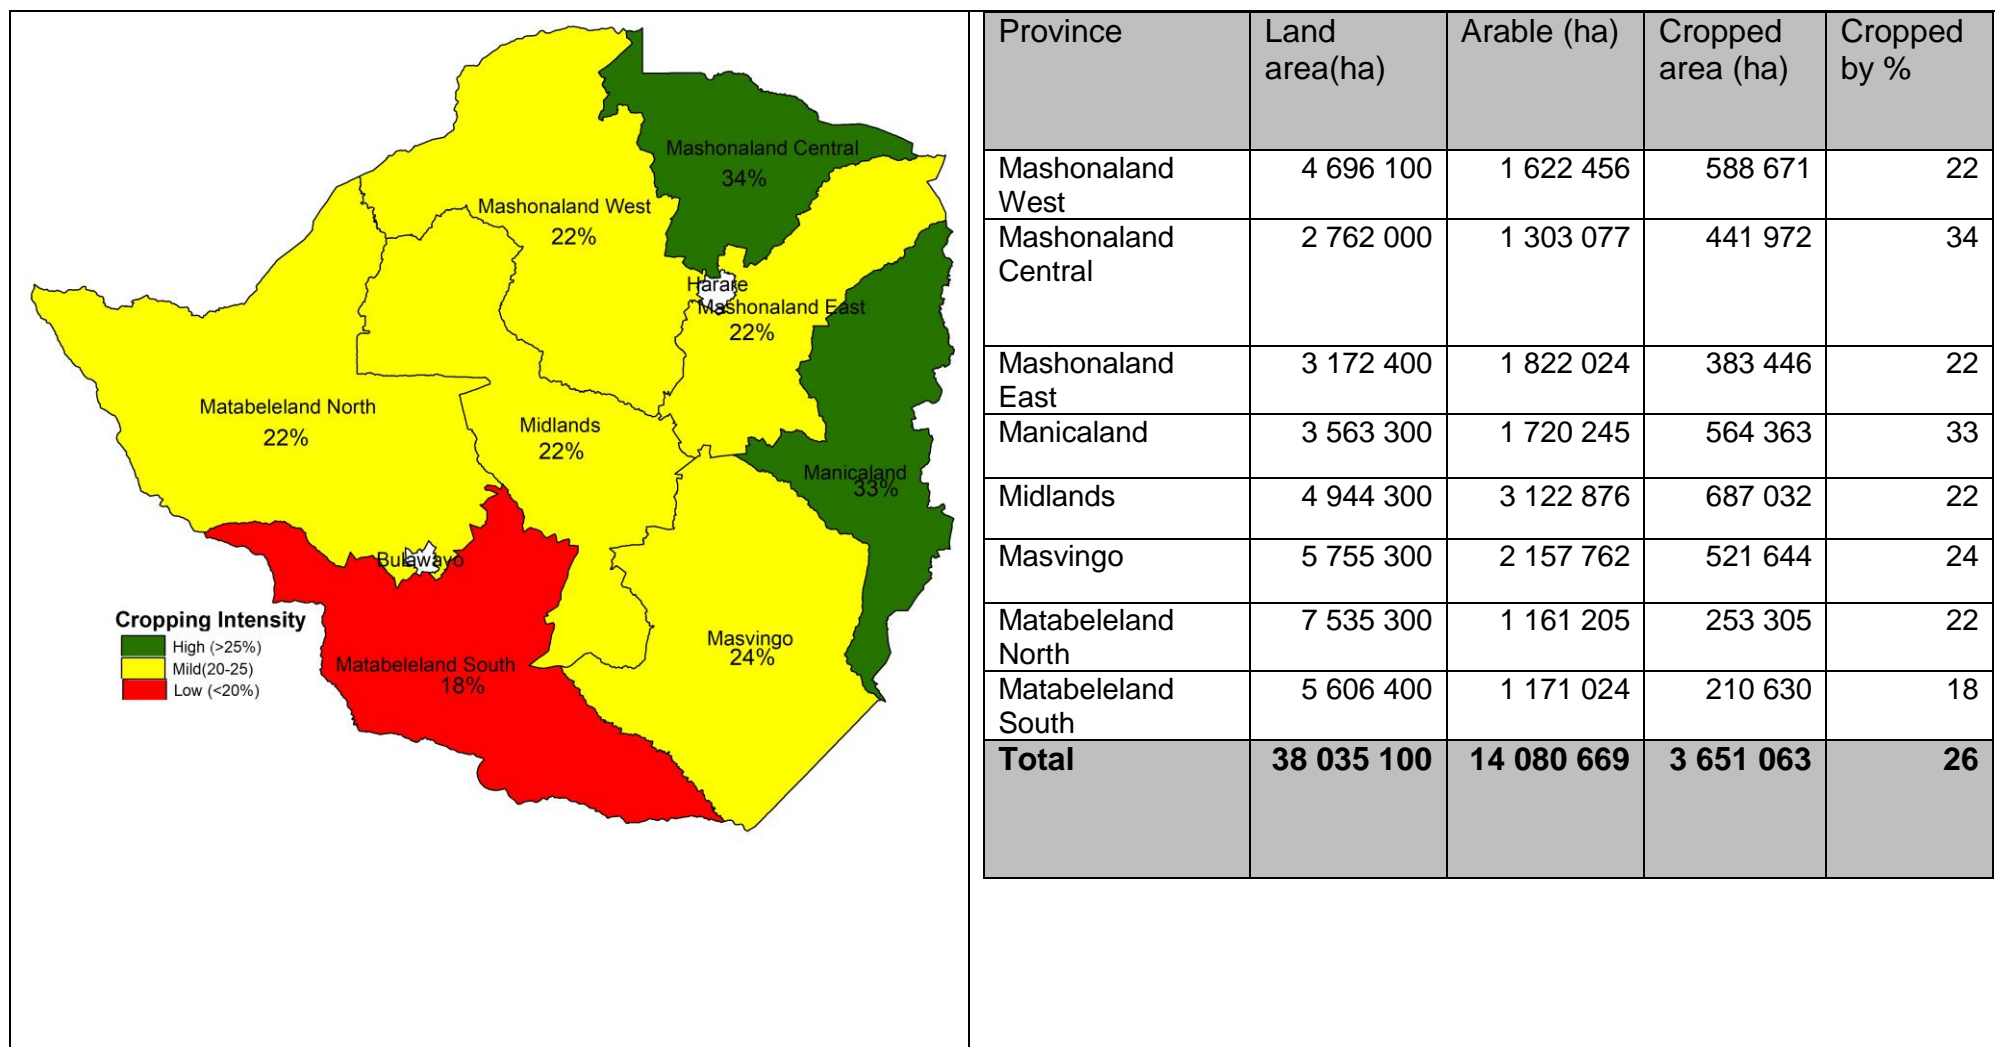 Mashonaland Central
34%
Mashonaland West
22%
Harare
Mashonaland East
22%
Matabeleland North
22%
Midlands
22%
Manicaland
33%
Bulawayo
Cropping Intensity
High (>25%)
Mild(20-25)
Low (<20%)
Masvingo
24%
Matabeleland South
18%
Province Land Arable (ha) Cropped Cropped
area(ha) area (ha) by %
Mashonaland 4 696 100 1 622 456 588 671 22
West
Mashonaland 2 762 000 1 303 077 441 972 34
Central
Mashonaland 3 172 400 1 822 024 383 446 22
East
Manicaland 3 563 300 1 720 245 564 363 33
Midlands 4 944 300 3 122 876 687 032 22
Masvingo 5 755 300 2 157 762 521 644 24
Matabeleland 7 535 300 1 161 205 253 305 22
North
Matabeleland 5 606 400 1 171 024 210 630 18
South
Total 38 035 100 14 080 669 3 651 063 26